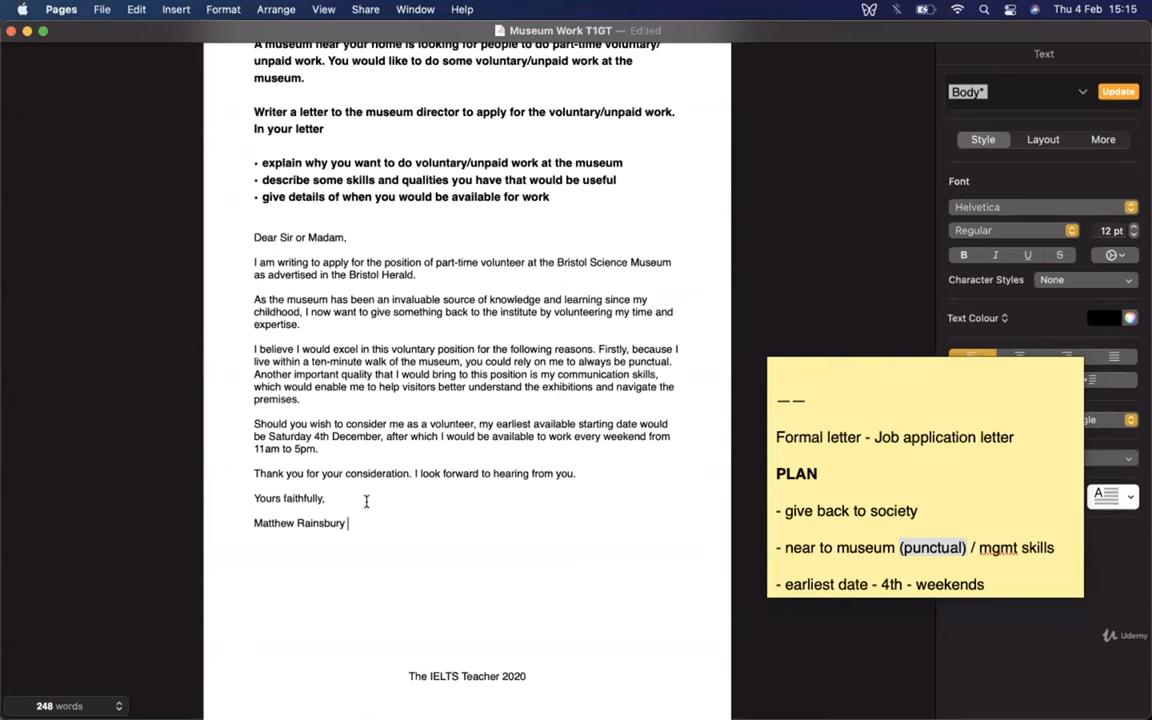 Pages File Edit Insert Format Arrange View Share Window Help Thu 4 Feb 15:15
Museum Work T1GT — Edited
A museum near your home is looking for people to do part-time voluntary/
unpaid work. You would like to do some voluntary/unpaid work at the
museum.
Writer a letter to the museum director to apply for the voluntary/unpaid work.
In your letter
• explain why you want to do voluntary/unpaid work at the museum
• describe some skills and qualities you have that would be useful
• give details of when you would be available for work
Dear Sir or Madam,
I am writing to apply for the position of part-time volunteer at the Bristol Science Museum
as advertised in the Bristol Herald.
As the museum has been an invaluable source of knowledge and learning since my
childhood, I now want to give something back to the institute by volunteering my time and
expertise.
I believe I would excel in this voluntary position for the following reasons. Firstly, because I
live within a ten-minute walk of the museum, you could rely on me to always be punctual.
Another important quality that I would bring to this position is my communication skills,
which would enable me to help visitors better understand the exhibitions and navigate the
premises.
Should you wish to consider me as a volunteer, my earliest available starting date would
be Saturday 4th December, after which I would be available to work every weekend from
11am to 5pm.
Thank you for your consideration. I look forward to hearing from you.
Yours faithfully,
Matthew Rainsbury
The IELTS Teacher 2020
248 words
Text
Body*
Update
Style Layout More
Font
Helvetica
Regular 12 pt
B I U S
Character Styles None
Text Colour
gle
A
— —
Formal letter - Job application letter
PLAN
- give back to society
- near to museum (punctual) / mgmt skills
- earliest date - 4th - weekends
Udemy